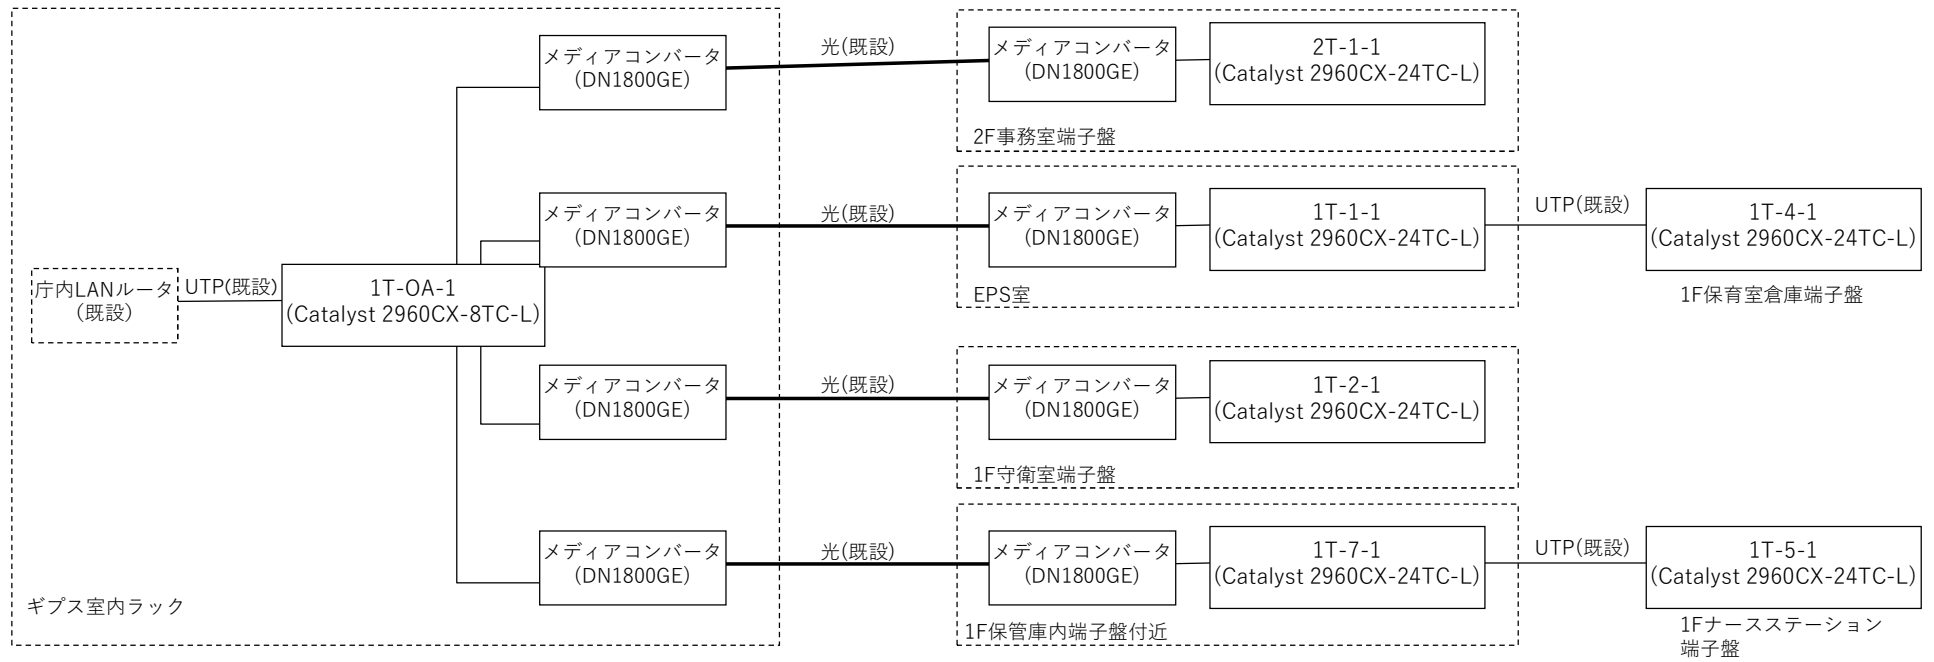 メディアコンバータ
(DN1800GE)
光(既設)
メディアコンバータ
(DN1800GE)
2T-1-1
(Catalyst 2960CX-24TC-L)
2F事務室端子盤
メディアコンバータ
(DN1800GE)
光(既設)
メディアコンバータ
(DN1800GE)
1T-1-1
(Catalyst 2960CX-24TC-L)
UTP(既設)
1T-4-1
(Catalyst 2960CX-24TC-L)
EPS室
1F保育室倉庫端子盤
庁内LANルータ
(既設)
UTP(既設)
1T-OA-1
(Catalyst 2960CX-8TC-L)
メディアコンバータ
(DN1800GE)
光(既設)
メディアコンバータ
(DN1800GE)
1T-2-1
(Catalyst 2960CX-24TC-L)
1F守衛室端子盤
メディアコンバータ
(DN1800GE)
光(既設)
メディアコンバータ
(DN1800GE)
1T-7-1
(Catalyst 2960CX-24TC-L)
UTP(既設)
1T-5-1
(Catalyst 2960CX-24TC-L)
ギプス室内ラック
1F保管庫内端子盤付近
1Fナースステーション
端子盤